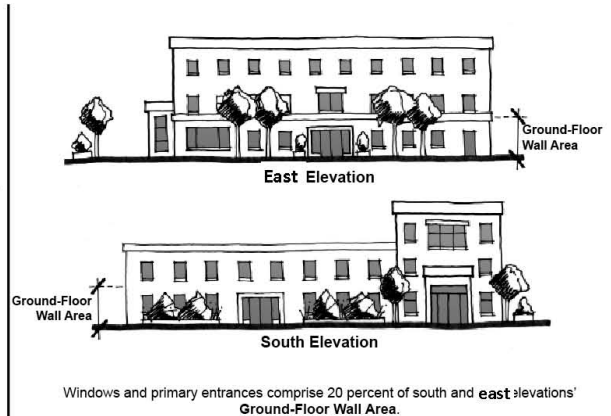 Ground-Floor
Wall Area
East Elevation
Ground-Floor
Wall Area
South Elevation
Windows and primary entrances comprise 20 percent of south and east elevations'
Ground-Floor Wall Area.